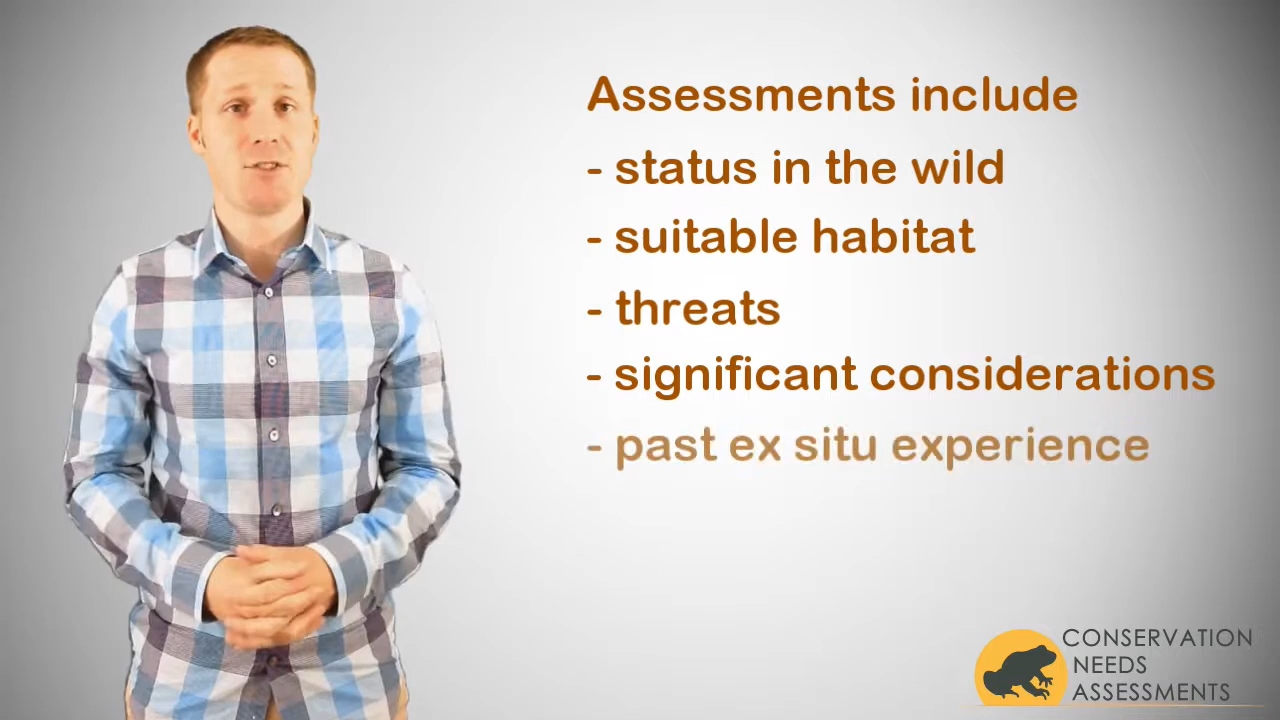 Assessments include
- status in the wild
- suitable habitat
- threats
- significant considerations
- past ex situ experience
CONSERVATION
NEEDS
ASSESSMENTS